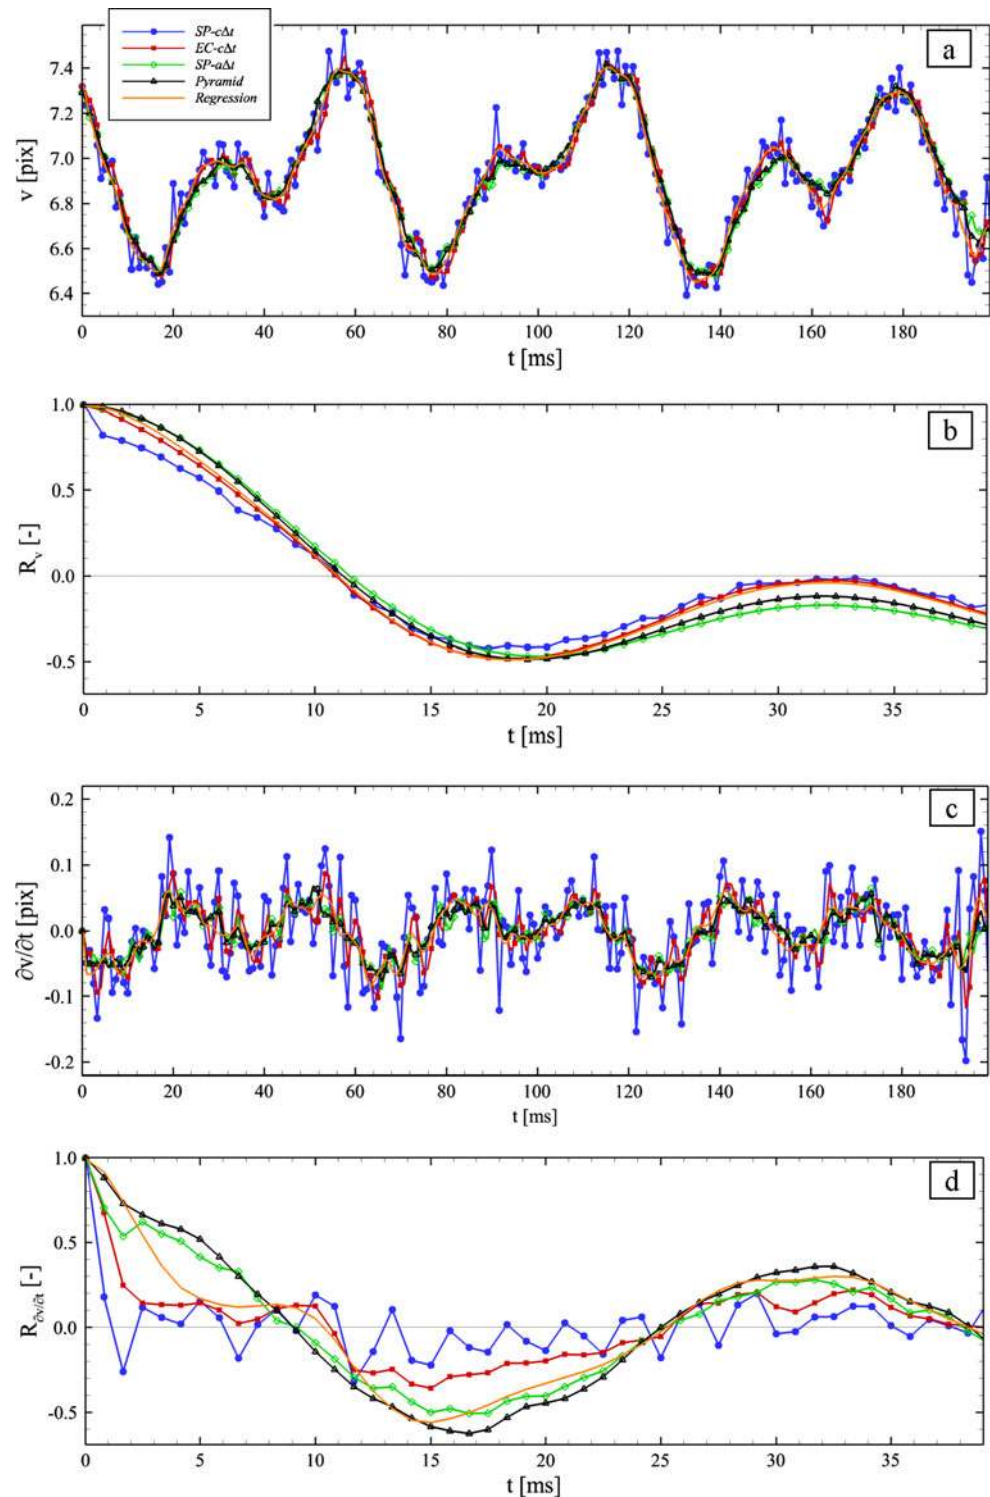 SP-cΔt
EC-cΔt
SP-aΔt
Pyramid
Regression
a
7.4
7.2
7.0
6.8
6.6
6.4
v [pix]
0 20 40 60 80 100 120 140 160 180
t [ms]
b
1.0
0.5
0.0
-0.5
R_v [-]
0 5 10 15 20 25 30 35
t [ms]
c
0.2
0.1
0.0
-0.1
-0.2
∂v/∂t [pix]
0 20 40 60 80 100 120 140 160 180
t [ms]
d
1.0
0.5
0.0
-0.5
R_∂v/∂t [-]
0 5 10 15 20 25 30 35
t [ms]